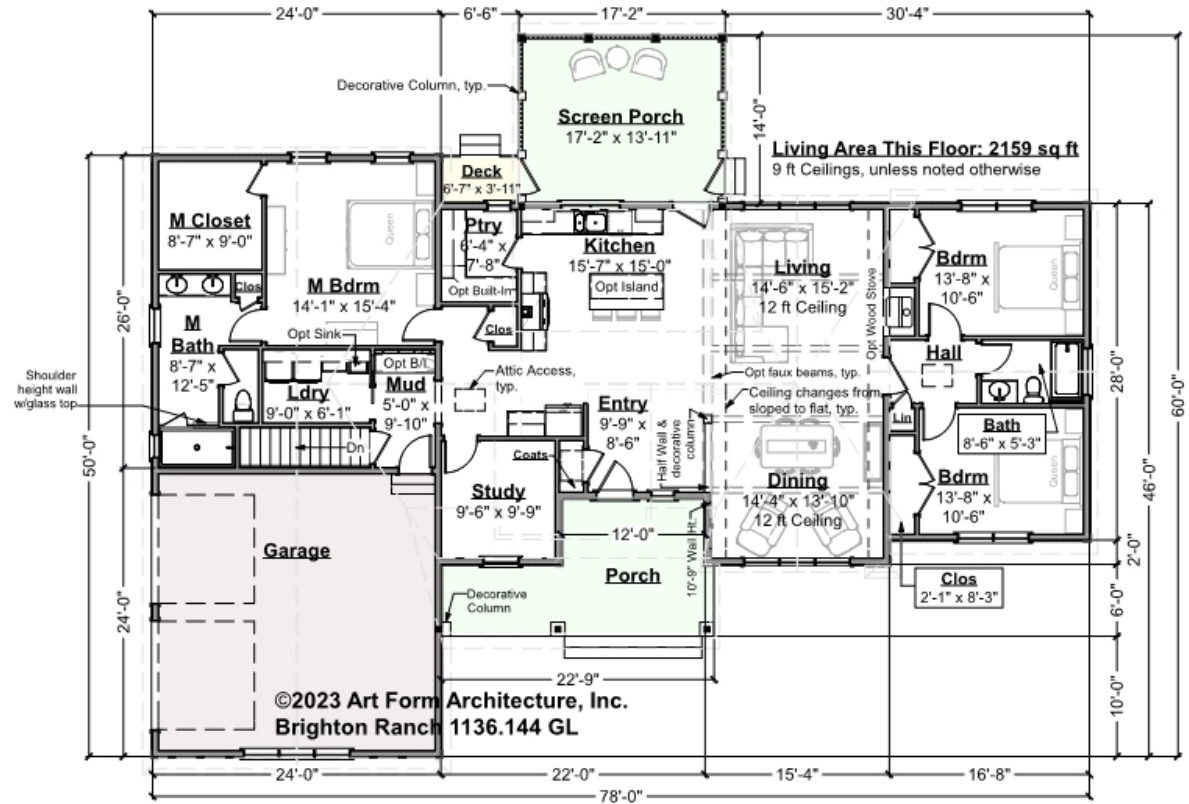 24'-0"
6'-6"
17'-2"
30'-4"
Decorative Column, typ.
Screen Porch
17'-2" x 13'-11"
14'-0"
Living Area This Floor: 2159 sq ft
9 ft Ceilings, unless noted otherwise
Deck
6'-7" x 3'-11"
M Closet
8'-7" x 9'-0"
Queen
Ptry
6'-4" x
7'-8"
Opt Built-In
Kitchen
15'-7" x 15'-0"
Opt Island
Living
14'-6" x 15'-2"
12 ft Ceiling
Opt Wood Stove
Bdrm
13'-8" x
10'-6"
Queen
Clos
M Bdrm
14'-1" x 15'-4"
Opt Sink
Clos
26'-0"
M
Bath
8'-7" x
12'-5"
Shoulder
height wall
w/glass top
Ldry
9'-0" x 6'-1"
Opt B/I
Mud
5'-0" x
9'-10"
Attic Access,
typ.
Opt faux beams, typ.
Ceiling changes from
sloped to flat, typ.
Hall
Lin
28'-0"
60'-0"
Entry
9'-9" x
8'-6"
Half Wall &
decorative
column
Bath
8'-6" x 5'-3"
Dn
Coats
50'-0"
Study
9'-6" x 9'-9"
Dining
14'-4" x 13'-10"
12 ft Ceiling
Bdrm
13'-8" x
10'-6"
Queen
46'-0"
Garage
12'-0"
10'-9" Wall Ht.
2'-0"
Porch
Clos
2'-1" x 8'-3"
Decorative
Column
6'-0"
24'-0"
22'-9"
10'-0"
©2023 Art Form Architecture, Inc.
Brighton Ranch 1136.144 GL
24'-0"
22'-0"
15'-4"
16'-8"
78'-0"